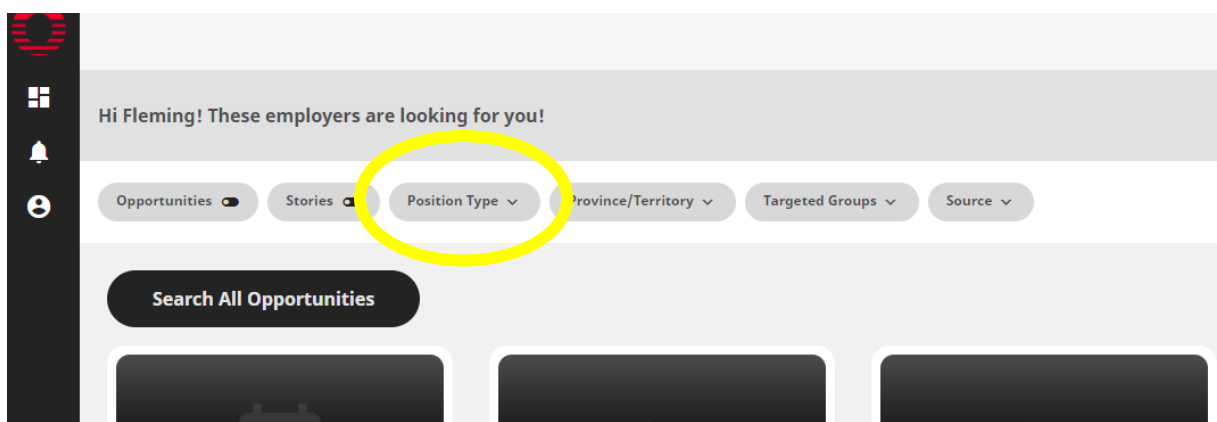 Hi Fleming! These employers are looking for you!
Opportunities Stories Position Type Province/Territory Targeted Groups Source
Search All Opportunities